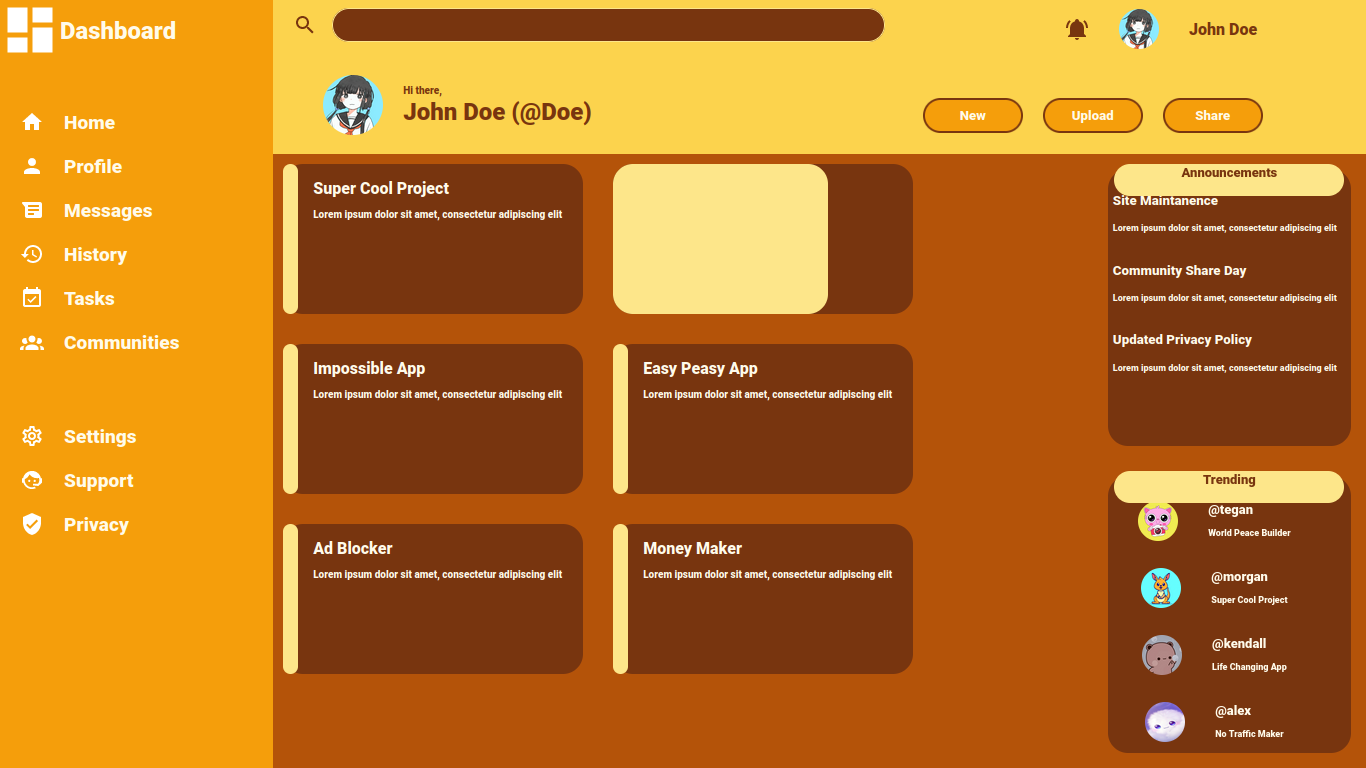 Dashboard
Home
Profile
Messages
History
Tasks
Communities
Settings
Support
Privacy
John Doe
Hi there,
John Doe (@Doe)
New
Upload
Share
Super Cool Project
Lorem ipsum dolor sit amet, consectetur adipiscing elit
Impossible App
Lorem ipsum dolor sit amet, consectetur adipiscing elit
Easy Peasy App
Lorem ipsum dolor sit amet, consectetur adipiscing elit
Ad Blocker
Lorem ipsum dolor sit amet, consectetur adipiscing elit
Money Maker
Lorem ipsum dolor sit amet, consectetur adipiscing elit
Announcements
Site Maintanence
Lorem ipsum dolor sit amet, consectetur adipiscing elit
Community Share Day
Lorem ipsum dolor sit amet, consectetur adipiscing elit
Updated Privacy Policy
Lorem ipsum dolor sit amet, consectetur adipiscing elit
Trending
@tegan
World Peace Builder
@morgan
Super Cool Project
@kendall
Life Changing App
@alex
No Traffic Maker